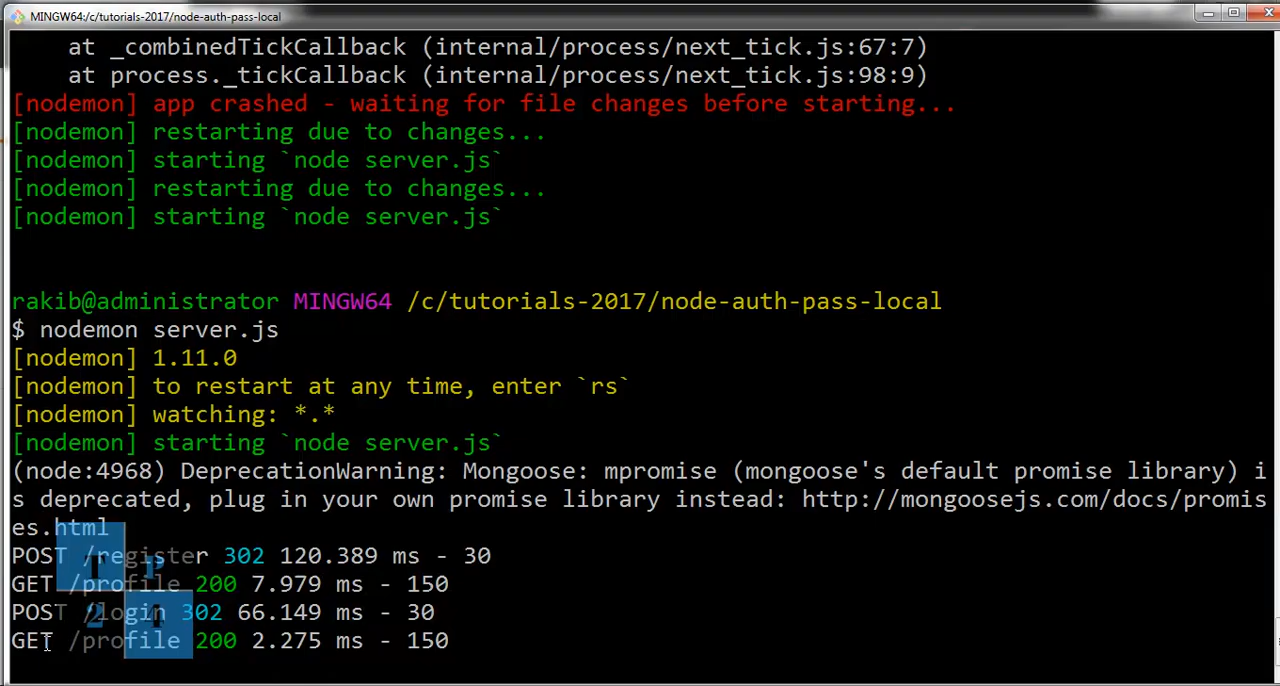 MINGW64:/c/tutorials-2017/node-auth-pass-local
at _combinedTickCallback (internal/process/next_tick.js:67:7)
at process._tickCallback (internal/process/next_tick.js:98:9)
[nodemon] app crashed - waiting for file changes before starting...
[nodemon] restarting due to changes...
[nodemon] starting `node server.js`
[nodemon] restarting due to changes...
[nodemon] starting `node server.js`
rakib@administrator MINGW64 /c/tutorials-2017/node-auth-pass-local
$ nodemon server.js
[nodemon] 1.11.0
[nodemon] to restart at any time, enter `rs`
[nodemon] watching: *.*
[nodemon] starting `node server.js`
(node:4968) DeprecationWarning: Mongoose: mpromise (mongoose's default promise library) i
s deprecated, plug in your own promise library instead: http://mongoosejs.com/docs/promis
es.html
POST /register 302 120.389 ms - 30
GET /profile 200 7.979 ms - 150
POST /login 302 66.149 ms - 30
GET /profile 200 2.275 ms - 150
T P
2 4